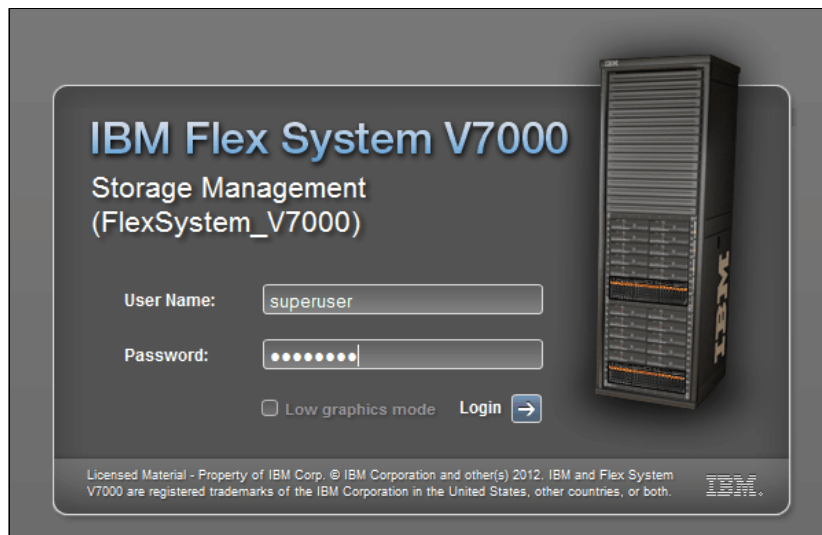 IBM Flex System V7000
Storage Management
(FlexSystem_V7000)
User Name: superuser
Password: ●●●●●●●●
Low graphics mode Login
Licensed Material - Property of IBM Corp. © IBM Corporation and other(s) 2012. IBM and Flex System
V7000 are registered trademarks of the IBM Corporation in the United States, other countries, or both.
IBM.
IBM
IBM